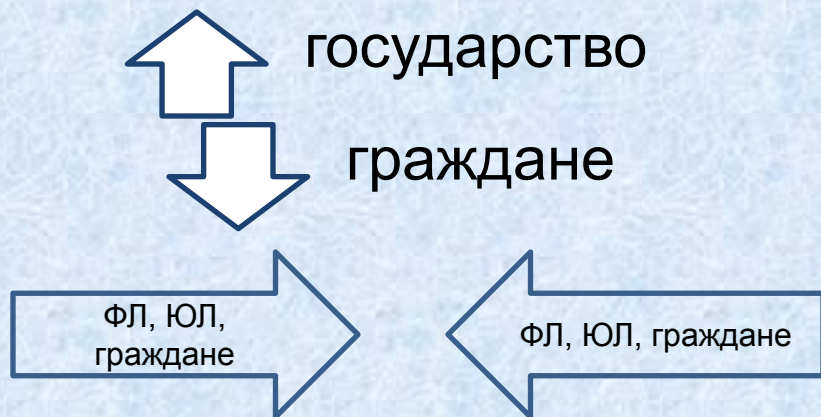 государство
граждане
ФЛ, ЮЛ,
граждане
ФЛ, ЮЛ, граждане